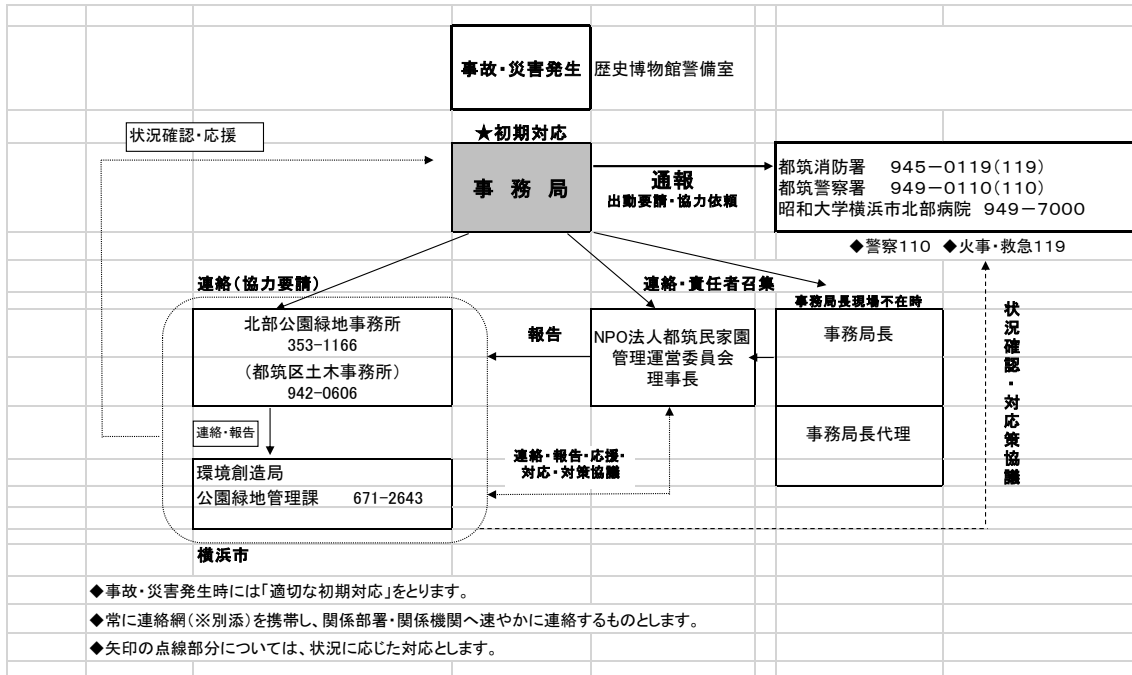 事故・災害発生
歴史博物館警備室
★初期対応
状況確認・応援
事務局
通報
出動要請・協力依頼
都筑消防署 945-0119(119)
都筑警察署 949-0110(110)
昭和大学横浜市北部病院 949-7000
◆警察110 ◆火事・救急119
連絡(協力要請)
連絡・責任者召集
事務局長現場不在時
北部公園緑地事務所
353-1166
(都筑区土木事務所)
942-0606
報告
NPO法人都筑民家園
管理運営委員会
理事長
事務局長
事務局長代理
状況確認・対応策協議
連絡・報告
連絡・報告・応援・
対応・対策協議
環境創造局
公園緑地管理課 671-2643
横浜市
◆事故・災害発生時には「適切な初期対応」をとります。
◆常に連絡網(※別添)を携帯し、関係部署・関係機関へ速やかに連絡するものとします。
◆矢印の点線部分については、状況に応じた対応とします。